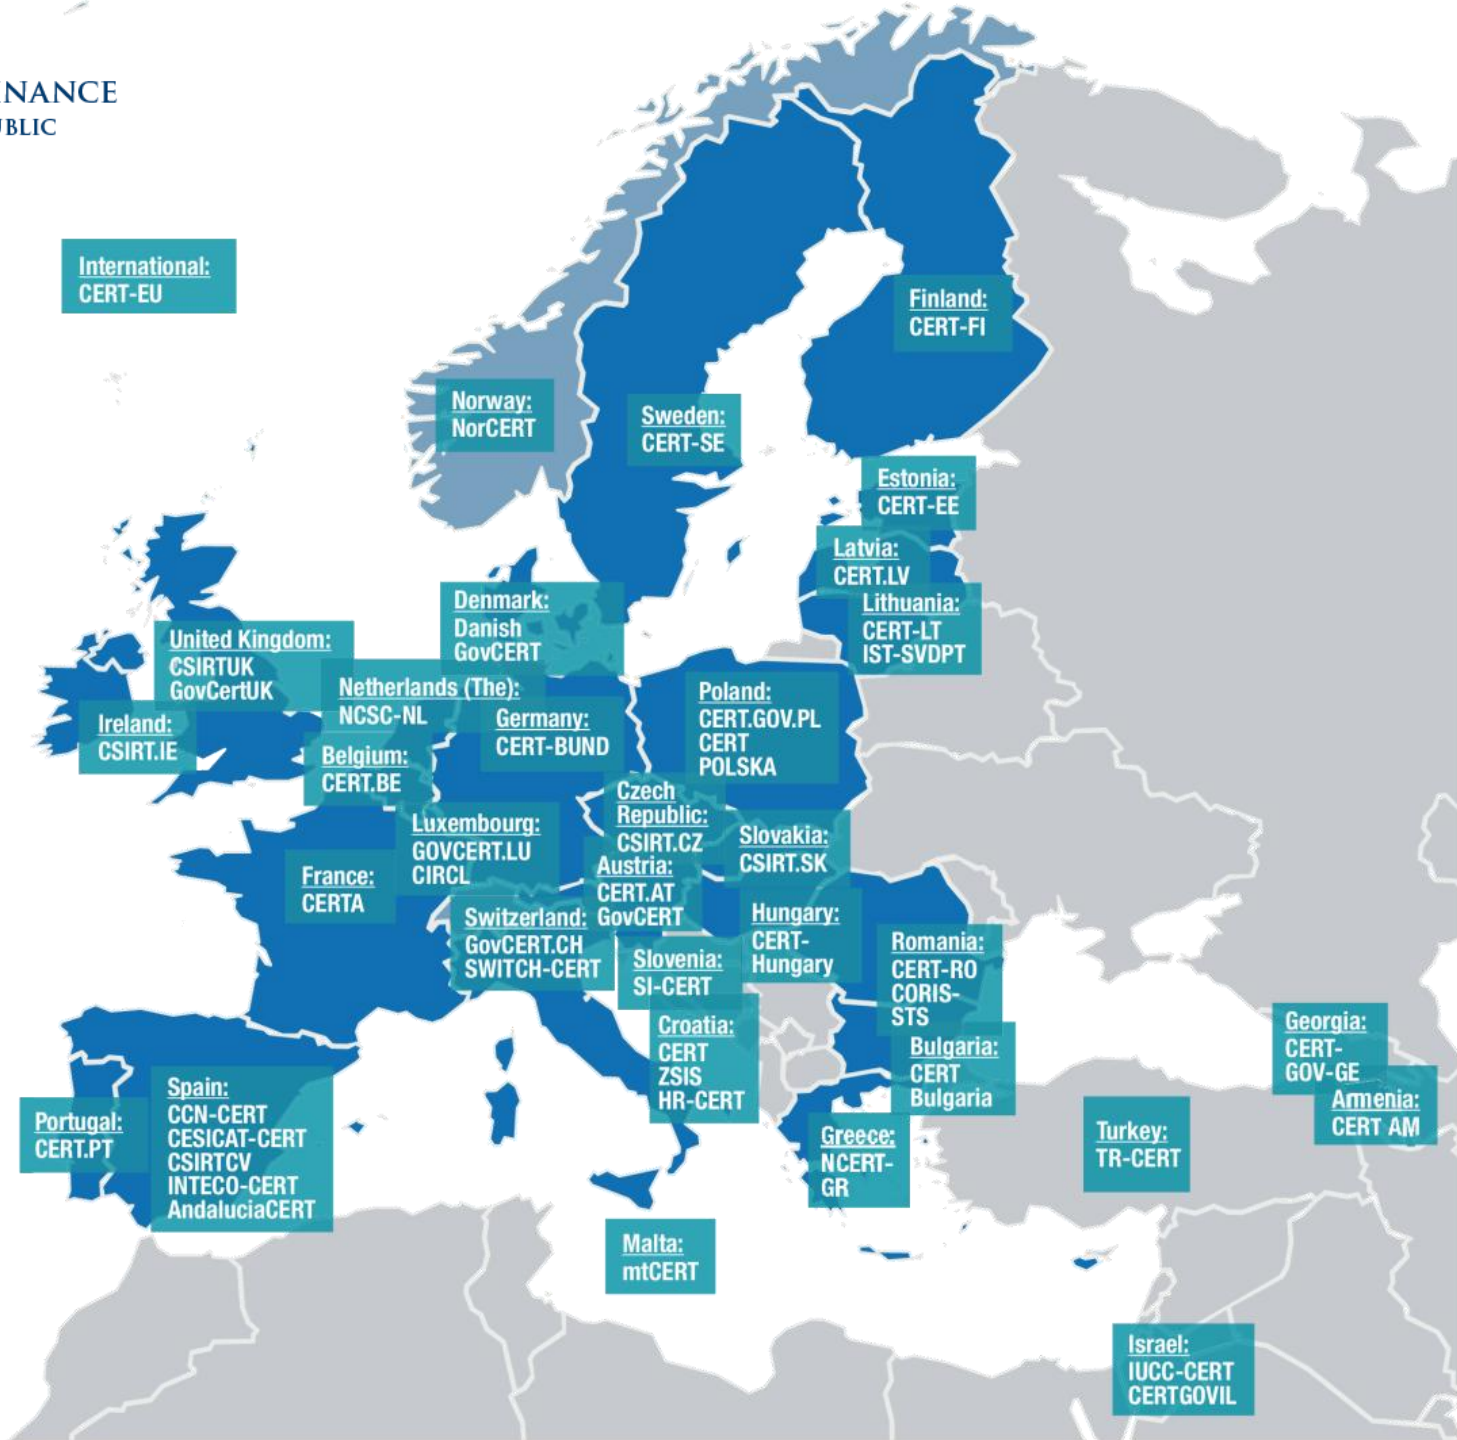 NANCE
UBLIC
International:
CERT-EU
Finland:
CERT-FI
Norway:
NorCERT
Sweden:
CERT-SE
Estonia:
CERT-EE
Latvia:
CERT.LV
Lithuania:
CERT-LT
IST-SVDPT
Denmark:
Danish
GovCERT
United Kingdom:
CSIRTUK
GovCertUK
Ireland:
CSIRT.IE
Netherlands (The):
NCSC-NL
Germany:
CERT-BUND
Poland:
CERT.GOV.PL
CERT
POLSKA
Belgium:
CERT.BE
Czech
Republic:
CSIRT.CZ
Luxembourg:
GOVCERT.LU
CIRCL
Slovakia:
CSIRT.SK
Austria:
CERT.AT
GovCERT
France:
CERTA
Switzerland:
GovCERT.CH
SWITCH-CERT
Hungary:
CERT-
Hungary
Slovenia:
SI-CERT
Romania:
CERT-RO
CORIS-
STS
Croatia:
CERT
ZSIS
HR-CERT
Bulgaria:
CERT
Bulgaria
Georgia:
CERT-
GOV-GE
Armenia:
CERT AM
Spain:
CCN-CERT
CESICAT-CERT
CSIRTCV
INTECO-CERT
AndaluciaCERT
Portugal:
CERT.PT
Greece:
NCERT-
GR
Turkey:
TR-CERT
Malta:
mtCERT
Israel:
IUCC-CERT
CERTGOVIL